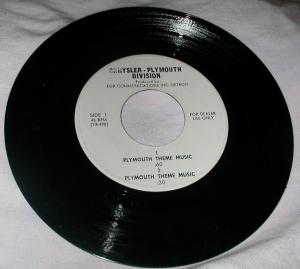 CHRYSLER - PLYMOUTH
DIVISION
Produced by
BGR COMMUNICATIONS INC. DETROIT
SIDE 1
45 RPM
FOR DEALER
USE ONLY
1
PLYMOUTH THEME MUSIC
:60
2
PLYMOUTH THEME MUSIC
:30